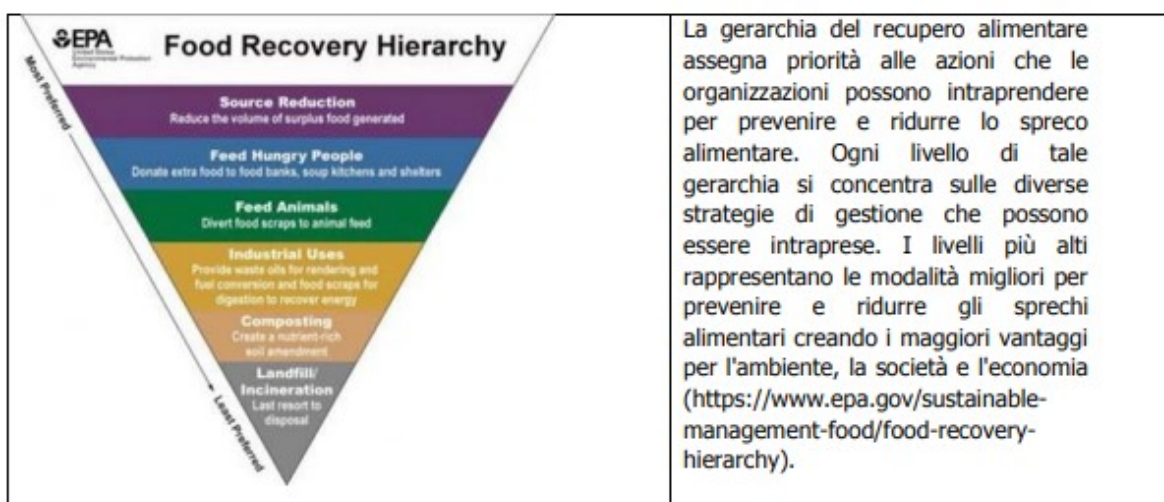 EPA
United States
Environmental Protection
Agency
Food Recovery Hierarchy
Most Preferred
Source Reduction
Reduce the volume of surplus food generated
Feed Hungry People
Donate extra food to food banks, soup kitchens and shelters
Feed Animals
Divert food scraps to animal feed
Industrial Uses
Provide waste oils for rendering and
fuel conversion and food scraps for
digestion to recover energy
Composting
Create a nutrient-rich
soil amendment
Landfill/
Incineration
Last resort to
disposal
Least Preferred
La gerarchia del recupero alimentare
assegna priorità alle azioni che le
organizzazioni possono intraprendere
per prevenire e ridurre lo spreco
alimentare. Ogni livello di tale
gerarchia si concentra sulle diverse
strategie di gestione che possono
essere intraprese. I livelli più alti
rappresentano le modalità migliori per
prevenire e ridurre gli sprechi
alimentari creando i maggiori vantaggi
per l'ambiente, la società e l'economia
(https://www.epa.gov/sustainable-
management-food/food-recovery-
hierarchy).